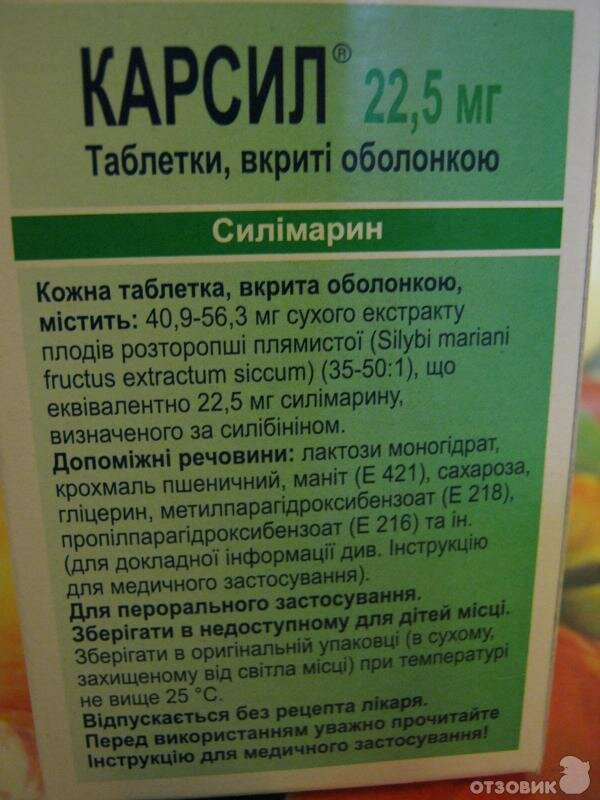 КАРСИЛ® 22,5 мг
Таблетки, вкриті оболонкою
Силімарин
Кожна таблетка, вкрита оболонкою,
містить: 40,9-56,3 мг сухого екстракту
плодів розторопші плямистої (Silybi mariani
fructus extractum siccum) (35-50:1), що
еквівалентно 22,5 мг силімарину,
визначеного за силібініном.
Допоміжні речовини: лактози моногідрат,
крохмаль пшеничний, маніт (Е 421), сахароза,
гліцерин, метилпарагідроксибензоат (Е 218),
пропілпарагідроксибензоат (Е 216) та ін.
(для докладної інформації див. Інструкцію
для медичного застосування).
Для перорального застосування.
Зберігати в недоступному для дітей місці.
Зберігати в оригінальній упаковці (в сухому,
захищеному від світла місці) при температурі
не вище 25 °C.
Відпускається без рецепта лікаря.
Перед використанням уважно прочитайте
Інструкцію для медичного застосування!
ОТЗОВИК